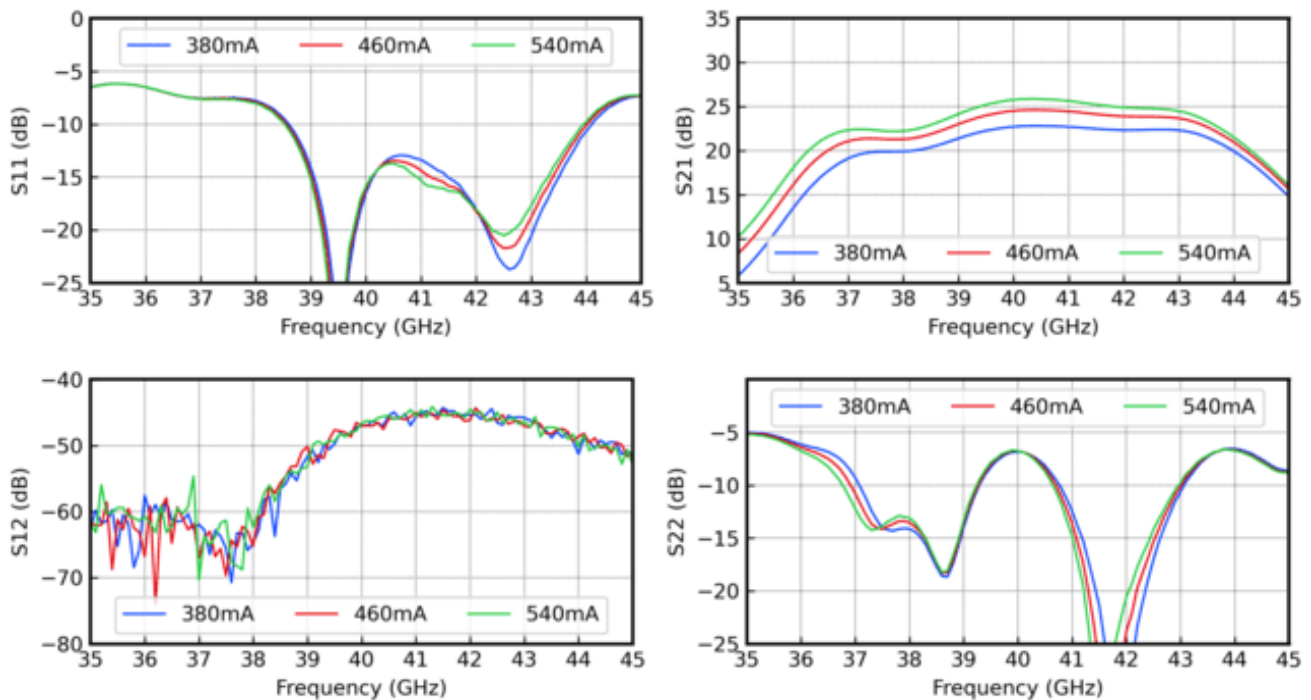 0
−5
−10
−15
−20
−25
S11 (dB)
380mA 460mA 540mA
35 36 37 38 39 40 41 42 43 44 45
Frequency (GHz)
35
30
25
20
15
10
5
S21 (dB)
380mA 460mA 540mA
35 36 37 38 39 40 41 42 43 44 45
Frequency (GHz)
−40
−50
−60
−70
−80
S12 (dB)
380mA 460mA 540mA
35 36 37 38 39 40 41 42 43 44 45
Frequency (GHz)
−5
−10
−15
−20
−25
S22 (dB)
380mA 460mA 540mA
35 36 37 38 39 40 41 42 43 44 45
Frequency (GHz)